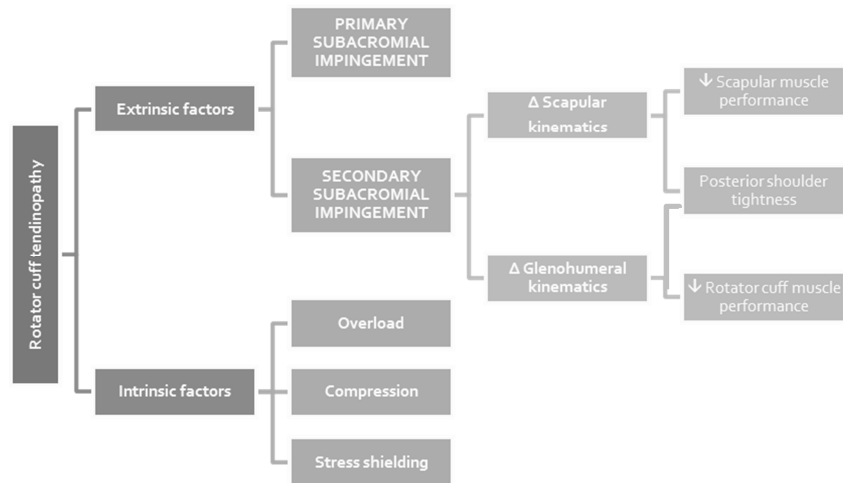 Rotator cuff tendinopathy
Extrinsic factors
PRIMARY
SUBACROMIAL
IMPINGEMENT
SECONDARY
SUBACROMIAL
IMPINGEMENT
Δ Scapular
kinematics
↓ Scapular muscle
performance
Posterior shoulder
tightness
Δ Glenohumeral
kinematics
↓ Rotator cuff muscle
performance
Intrinsic factors
Overload
Compression
Stress shielding